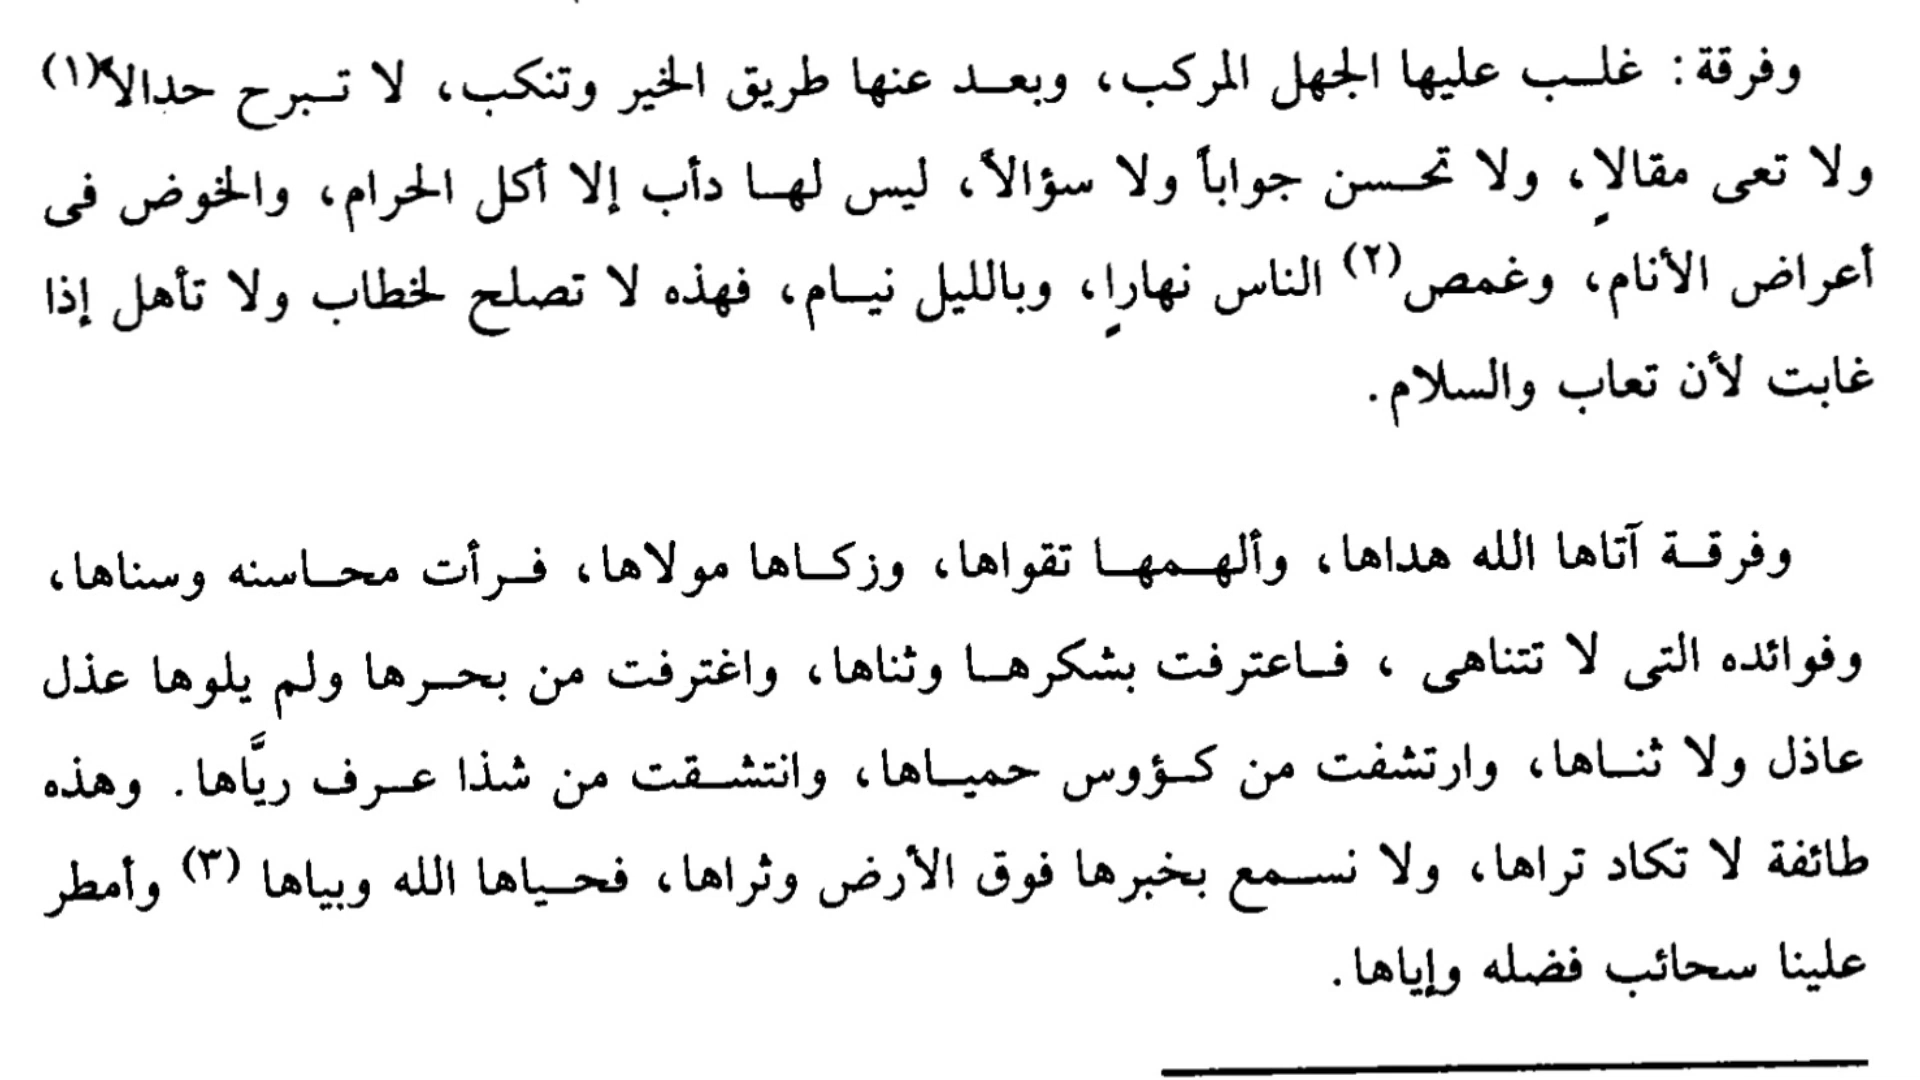 وفرقة: غلب عليها الجهل المركب، وبعد عنها طريق الخير وتنكب، لا تبرح حدالاً(١)
ولا تعى مقالاٍ، ولا تحسن جواباً ولا سؤالاً، ليس لها دأب إلا أكل الحرام، والخوض فى
أعراض الأنام، وغمص(٢) الناس نهاراٍ، وبالليل نيام، فهذه لا تصلح لخطاب ولا تأهل إذا
غابت لأن تعاب والسلام.
وفرقة آتاها الله هداها، وألهمها تقواها، وزكاها مولاها، فرأت محاسنه وسناها،
وفوائده التى لا تتناهى ، فاعترفت بشكرها وثناها، واغترفت من بحرها ولم يلوها عذل
عاذل ولا ثناها، وارتشفت من كؤوس حمياها، وانتشقت من شذا عرف ريَّاها. وهذه
طائفة لا تكاد تراها، ولا نسمع بخبرها فوق الأرض وثراها، فحياها الله وبياها (٣) وأمطر
علينا سحائب فضله وإياها.